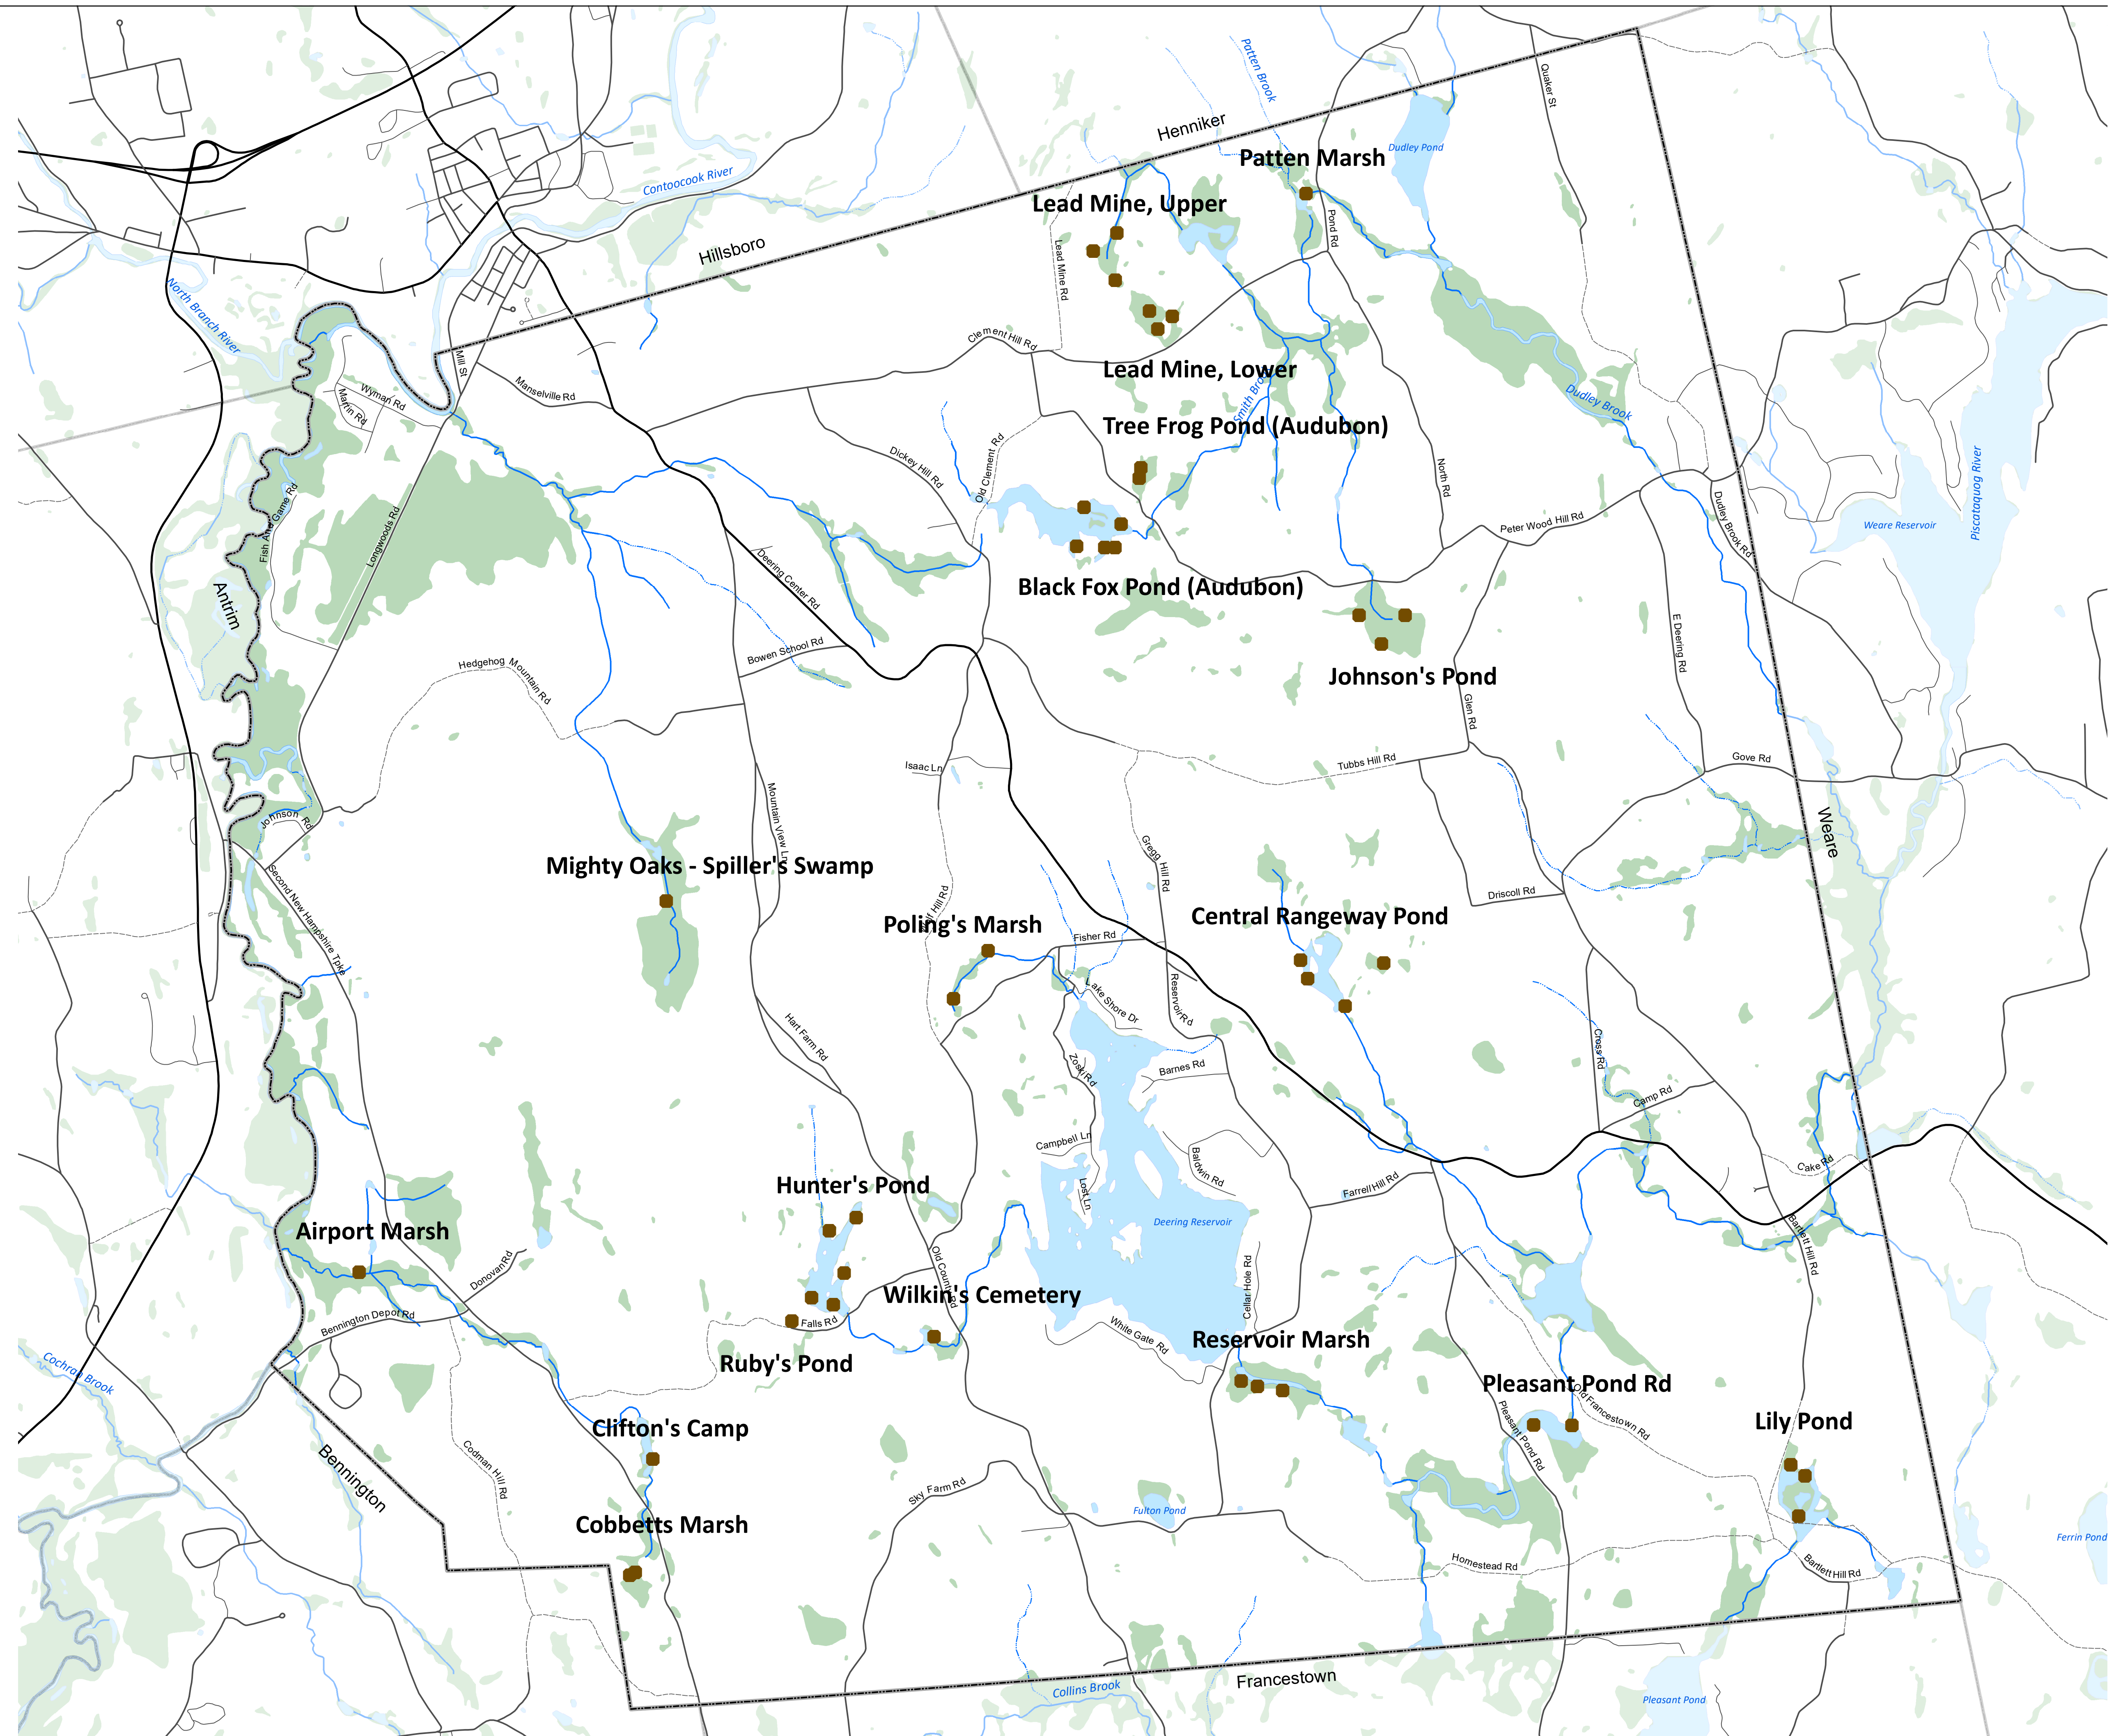 Patten Brook
Quaker St
Henniker
Dudley Pond
Patten Marsh
Contoocook River
Lead Mine, Upper
Pond Rd
Hillsboro
Lead Mine Rd
North Branch River
Clement Hill Rd
Mill St
Lead Mine, Lower
Manselville Rd
Wyman Rd
Marrin Rd
Smith
Dudley Brook
Tree Frog Pond (Audubon)
Dickey Hill Rd
Old Clement Rd
North Rd
Piscataquog River
Fish And Game Rd
Longwoods Rd
Peter Wood Hill Rd
Dudley Brook Rd
Weare Reservoir
Deering Center Rd
Black Fox Pond (Audubon)
Antrim
Bowen School Rd
E Deering Rd
Hedgehog Mountain Rd
Johnson's Pond
Glen Rd
Isaac Ln
Tubbs Hill Rd
Gove Rd
Johnson Rd
Mountain View Ln
Weare
Mighty Oaks - Spiller's Swamp
Gregg Hill Rd
Driscoll Rd
Second New Hampshire Tpke
Hill Rd
Poling's Marsh
Central Rangeway Pond
Fisher Rd
Lake Shore Dr
Reservoir Rd
Hart Farm Rd
Cross Rd
Zoski Rd
Barnes Rd
Camp Rd
Campbell Ln
Baldwin Rd
Cake Rd
Hunter's Pond
Lost Ln
Farrell Hill Rd
Deering Reservoir
Airport Marsh
Bartlett Hill Rd
Donovan Rd
Old County Rd
Cellar Hole Rd
Wilkin's Cemetery
Bennington Depot Rd
Falls Rd
White Gate Rd
Reservoir Marsh
Ruby's Pond
Cochran Brook
Pleasant Pond Rd
Old Francestown Rd
Clifton's Camp
Pleasant Pond Rd
Lily Pond
Codman Hill Rd
Bennington
Sky Farm Rd
Fulton Pond
Cobbetts Marsh
Ferrin Pond
Homestead Rd
Bartlett Hill Rd
Francestown
Collins Brook
Pleasant Pond